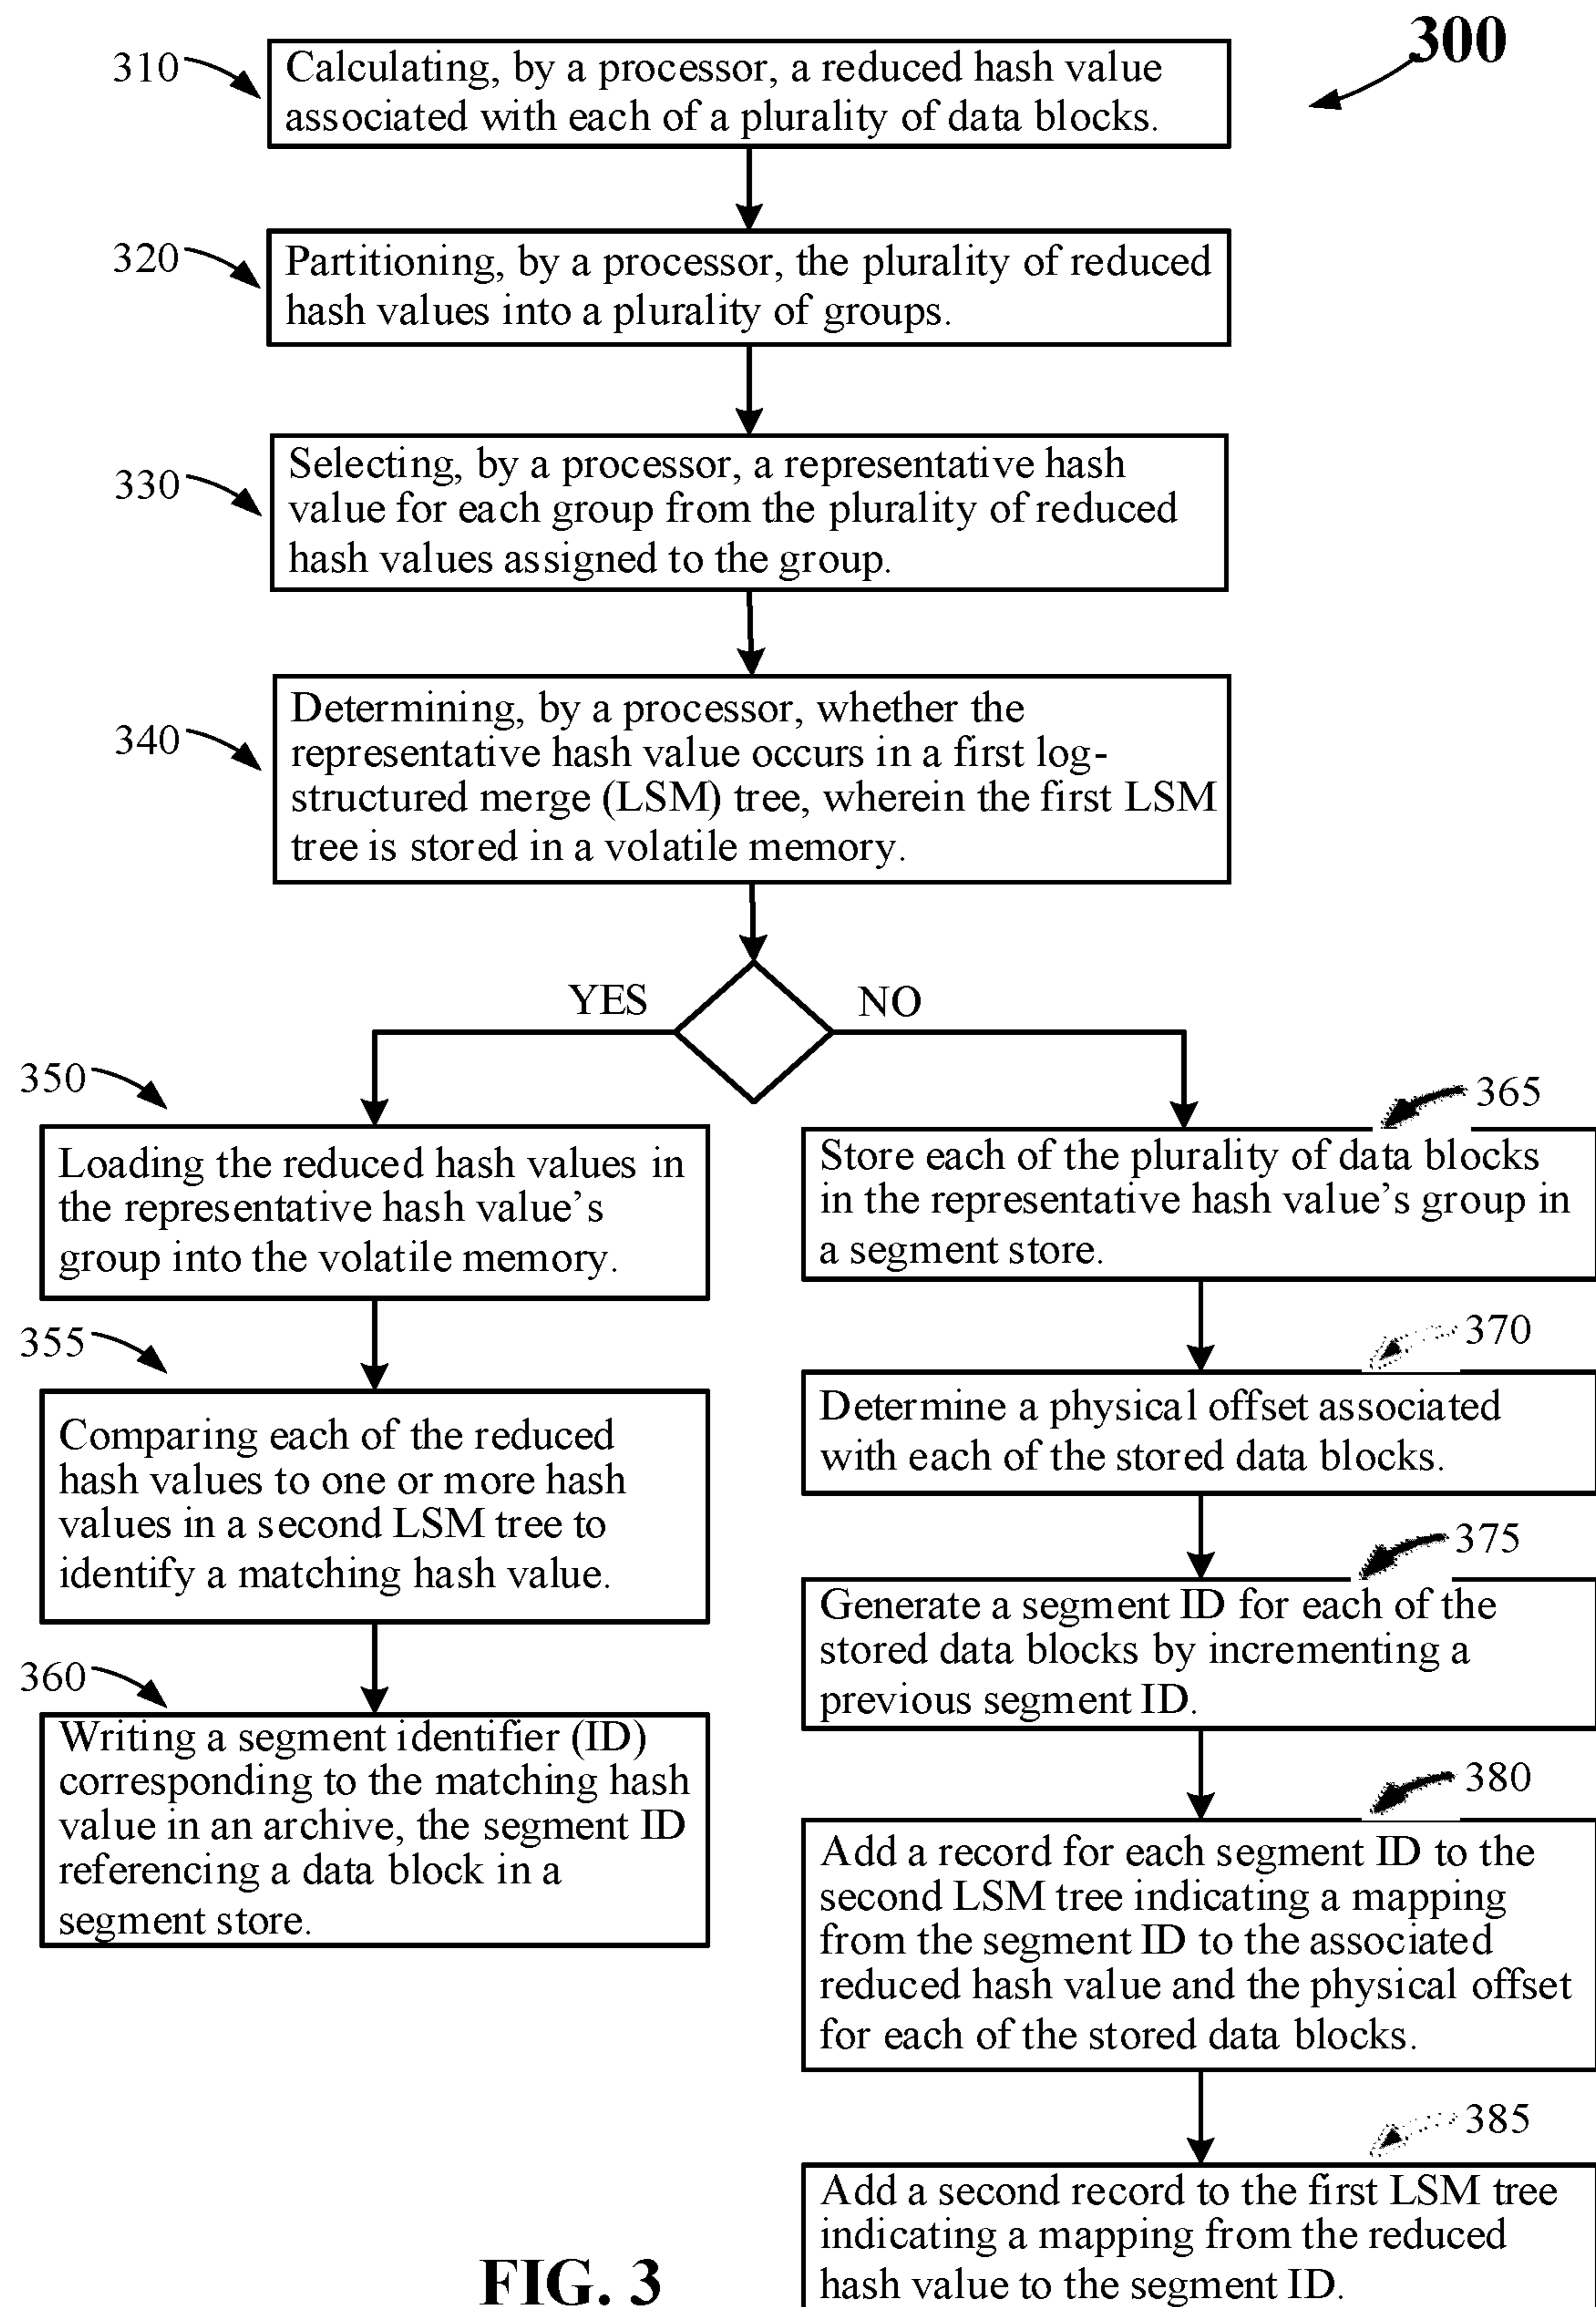 300
310
Calculating, by a processor, a reduced hash value
associated with each of a plurality of data blocks.
320
Partitioning, by a processor, the plurality of reduced
hash values into a plurality of groups.
330
Selecting, by a processor, a representative hash
value for each group from the plurality of reduced
hash values assigned to the group.
340
Determining, by a processor, whether the
representative hash value occurs in a first log-
structured merge (LSM) tree, wherein the first LSM
tree is stored in a volatile memory.
YES
NO
350
Loading the reduced hash values in
the representative hash value's
group into the volatile memory.
355
Comparing each of the reduced
hash values to one or more hash
values in a second LSM tree to
identify a matching hash value.
360
Writing a segment identifier (ID)
corresponding to the matching hash
value in an archive, the segment ID
referencing a data block in a
segment store.
365
Store each of the plurality of data blocks
in the representative hash value's group in
a segment store.
370
Determine a physical offset associated
with each of the stored data blocks.
375
Generate a segment ID for each of the
stored data blocks by incrementing a
previous segment ID.
380
Add a record for each segment ID to the
second LSM tree indicating a mapping
from the segment ID to the associated
reduced hash value and the physical offset
for each of the stored data blocks.
385
Add a second record to the first LSM tree
indicating a mapping from the reduced
hash value to the segment ID.
FIG. 3